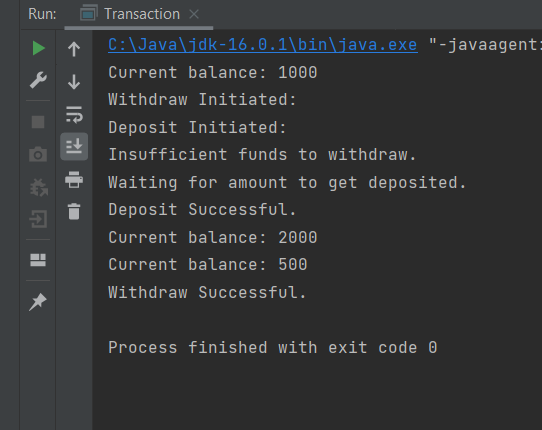 Run: Transaction
C:\Java\jdk-16.0.1\bin\java.exe "-javaagent:
Current balance: 1000
Withdraw Initiated:
Deposit Initiated:
Insufficient funds to withdraw.
Waiting for amount to get deposited.
Deposit Successful.
Current balance: 2000
Current balance: 500
Withdraw Successful.
Process finished with exit code 0